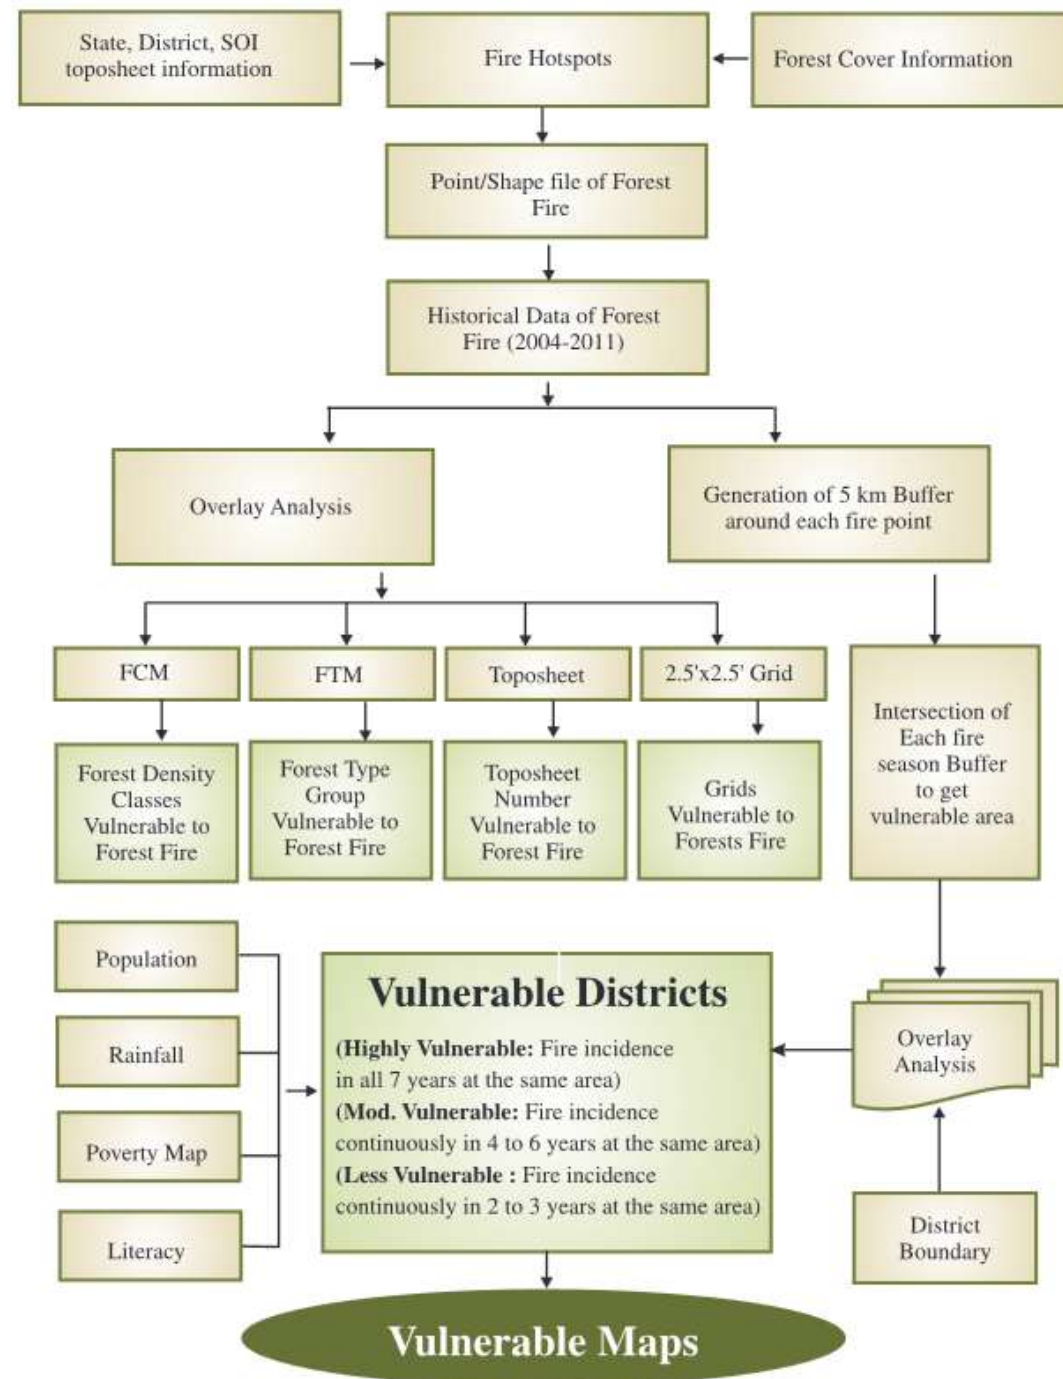 State, District, SOI
toposheet information
Fire Hotspots
Forest Cover Information
Point/Shape file of Forest
Fire
Historical Data of Forest
Fire (2004-2011)
Overlay Analysis
Generation of 5 km Buffer
around each fire point
FCM
FTM
Toposheet
2.5'x2.5' Grid
Intersection of
Each fire
season Buffer
to get
vulnerable area
Forest Density
Classes
Vulnerable to
Forest Fire
Forest Type
Group
Vulnerable to
Forest Fire
Toposheet
Number
Vulnerable to
Forest Fire
Grids
Vulnerable to
Forests Fire
Population
Rainfall
Poverty Map
Literacy
Vulnerable Districts
(Highly Vulnerable: Fire incidence
in all 7 years at the same area)
(Mod. Vulnerable: Fire incidence
continuously in 4 to 6 years at the same area)
(Less Vulnerable : Fire incidence
continuously in 2 to 3 years at the same area)
Overlay
Analysis
District
Boundary
Vulnerable Maps